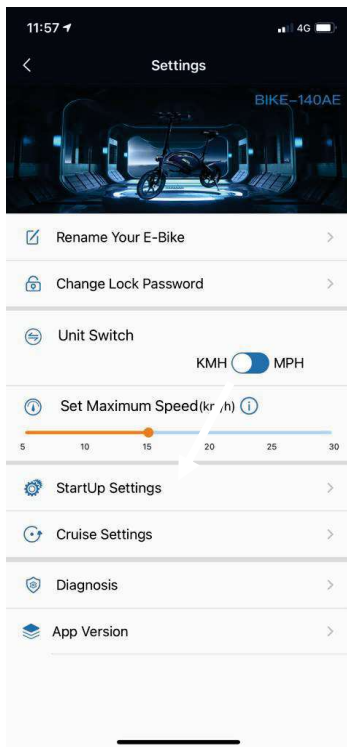 11:57
4G
Settings
BIKE-140AE
Rename Your E-Bike
Change Lock Password
Unit Switch
KMH MPH
Set Maximum Speed(km/h)
5 10 15 20 25 30
StartUp Settings
Cruise Settings
Diagnosis
App Version